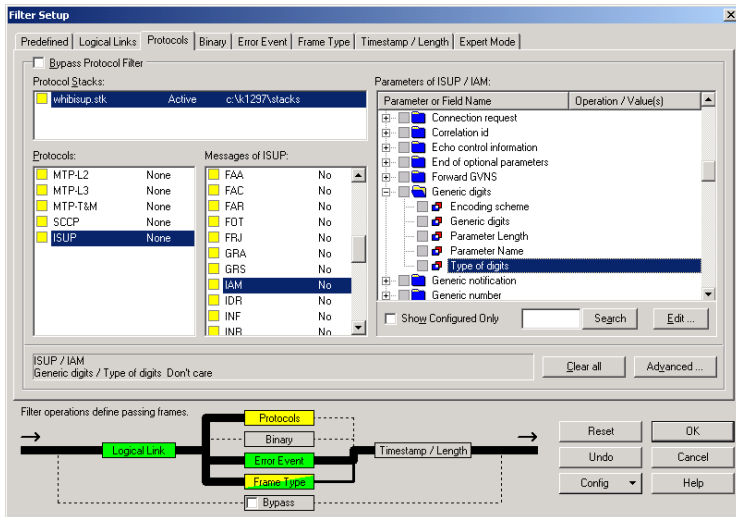 Filter Setup
Predefined Logical Links Protocols Binary Error Event Frame Type Timestamp / Length Expert Mode
Bypass Protocol Filter
Protocol Stacks:
whibisup.stk Active c:\k1297\stacks
Protocols:
MTP-L2 None
MTP-L3 None
MTP-T&M None
SCCP None
ISUP None
Messages of ISUP:
FAA No
FAC No
FAR No
FOT No
FRJ No
GRA No
GRS No
IAM No
IDR No
INF No
INR No
Parameters of ISUP / IAM:
Parameter or Field Name Operation / Value(s)
Connection request
Correlation id
Echo control information
End of optional parameters
Forward GVNS
Generic digits
Encoding scheme
Generic digits
Parameter Length
Parameter Name
Type of digits
Generic notification
Generic number
Show Configured Only Search Edit ...
ISUP / IAM
Generic digits / Type of digits Don't care
Clear all Advanced ...
Filter operations define passing frames.
Logical Link
Protocols
Binary
Error Event
Frame Type
Bypass
Timestamp / Length
Reset OK
Undo Cancel
Config Help